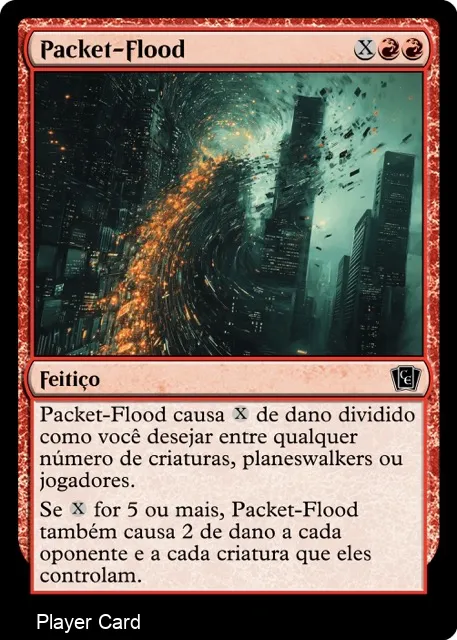 Packet-Flood X
Feitiço CE
Packet-Flood causa X de dano dividido
como você desejar entre qualquer
número de criaturas, planeswalkers ou
jogadores.
Se X for 5 ou mais, Packet-Flood
também causa 2 de dano a cada
oponente e a cada criatura que eles
controlam.
Player Card